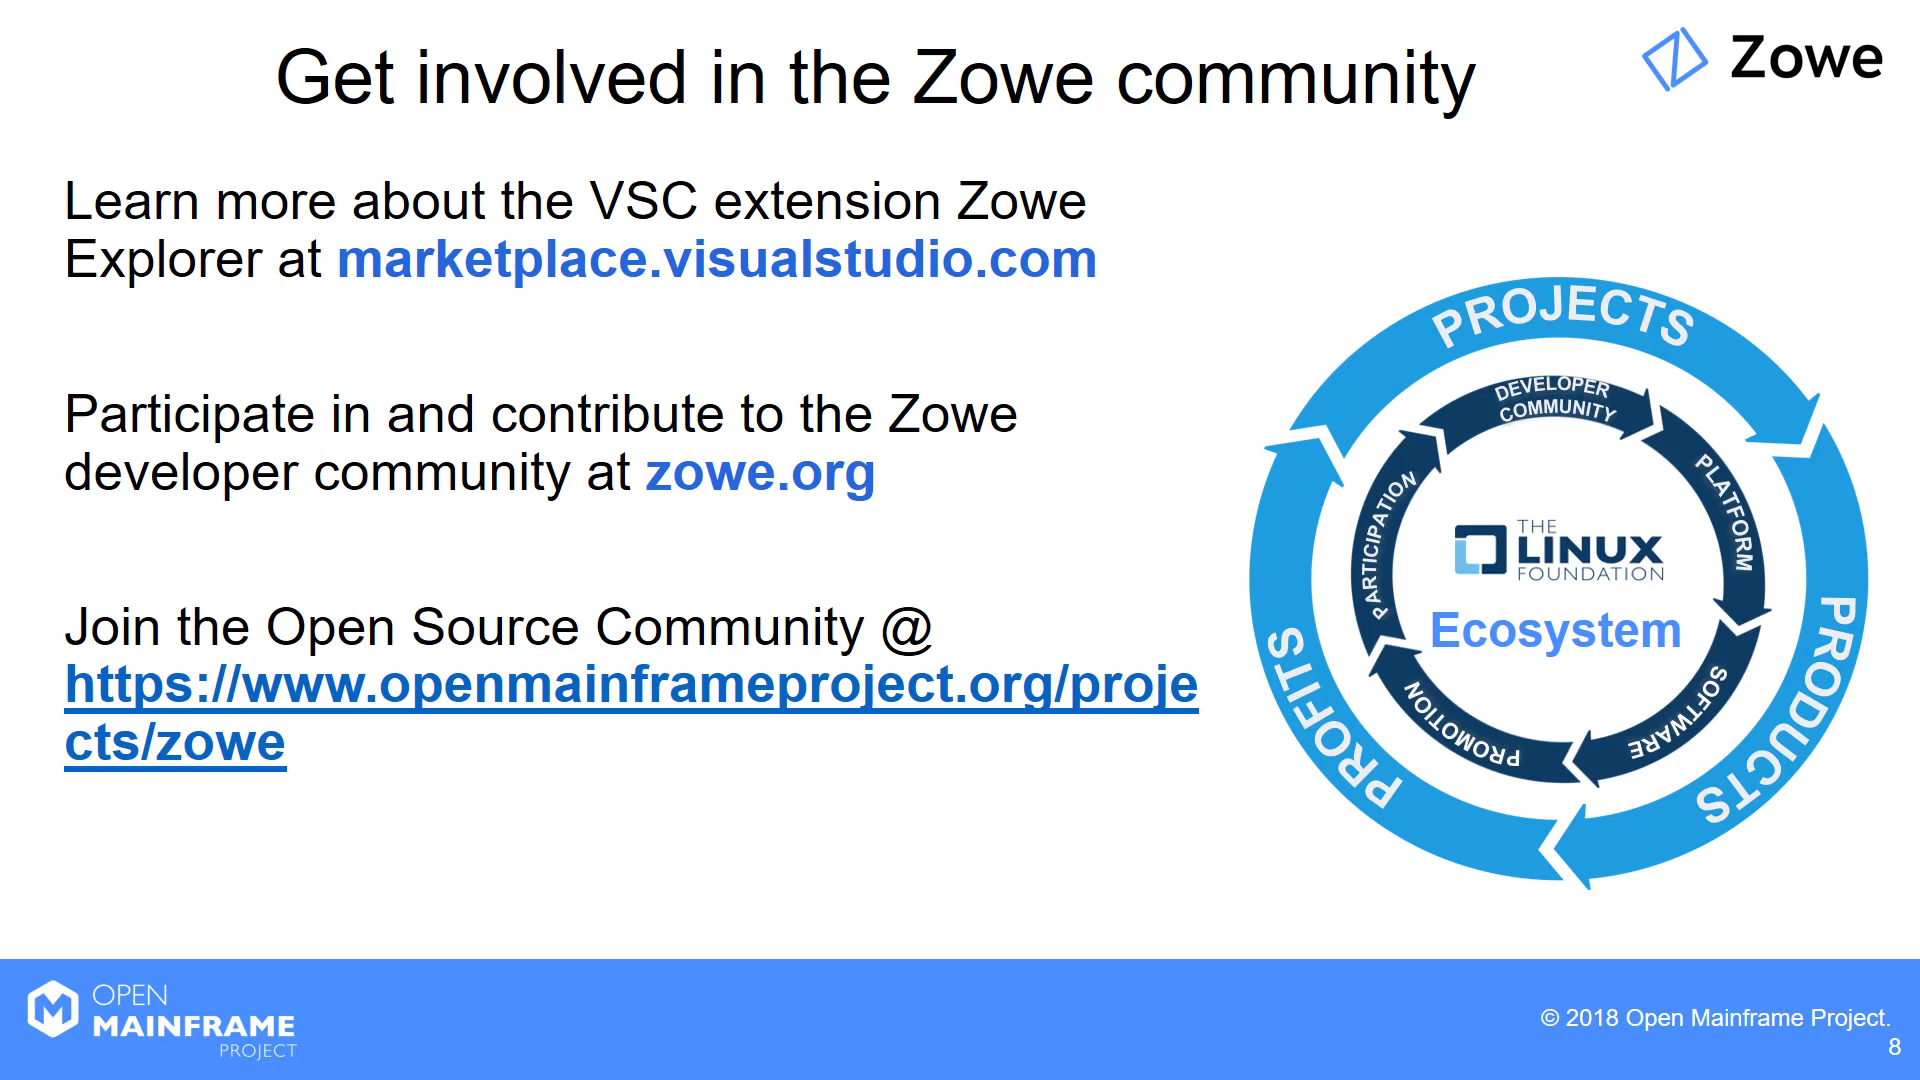 Get involved in the Zowe community
Zowe
Learn more about the VSC extension Zowe
Explorer at marketplace.visualstudio.com
Participate in and contribute to the Zowe
developer community at zowe.org
Join the Open Source Community @
https://www.openmainframeproject.org/proje
cts/zowe
PROJECTS
PRODUCTS
PROFITS
DEVELOPER
COMMUNITY
PLATFORM
SOFTWARE
PROMOTION
PARTICIPATION
THE
LINUX
FOUNDATION
Ecosystem
OPEN
MAINFRAME
PROJECT
© 2018 Open Mainframe Project.
8